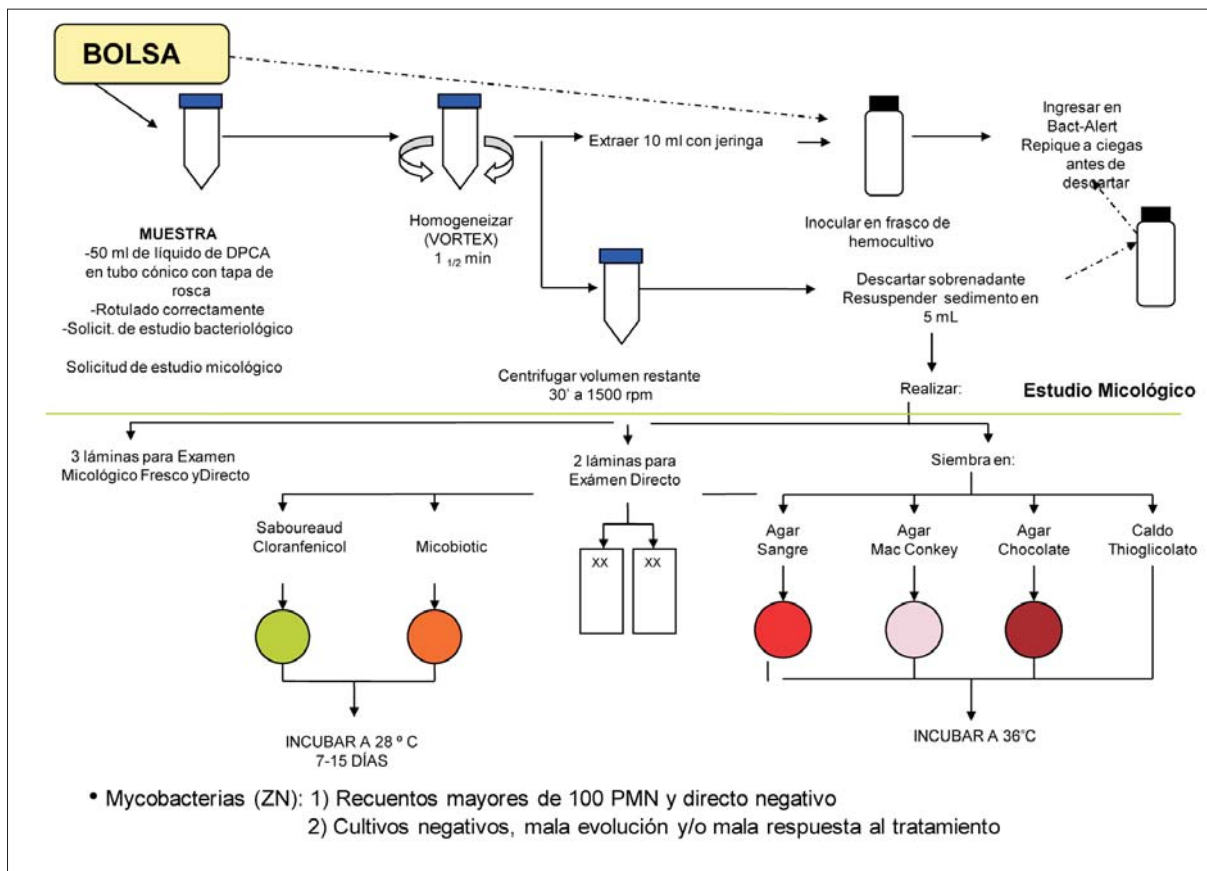 BOLSA
MUESTRA
-50 ml de líquido de DPCA
en tubo cónico con tapa de
rosca
-Rotulado correctamente
-Solicit. de estudio bacteriológico
Solicitud de estudio micológico
Homogeneizar
(VORTEX)
1 1/2 min
Extraer 10 ml con jeringa
Inocular en frasco de
hemocultivo
Ingresar en
Bact-Alert
Repique a ciegas
antes de
descartar
Centrifugar volumen restante
30' a 1500 rpm
Descartar sobrenadante
Resuspender sedimento en
5 mL
Realizar:
Estudio Micológico
3 láminas para Examen
Micológico Fresco yDirecto
2 láminas para
Exámen Directo
Siembra en:
Saboureaud
Cloranfenicol
Micobiotic
XX
XX
Agar
Sangre
Agar
Mac Conkey
Agar
Chocolate
Caldo
Thioglicolato
INCUBAR A 28 º C
7-15 DÍAS
INCUBAR A 36°C
• Mycobacterias (ZN): 1) Recuentos mayores de 100 PMN y directo negativo
2) Cultivos negativos, mala evolución y/o mala respuesta al tratamiento